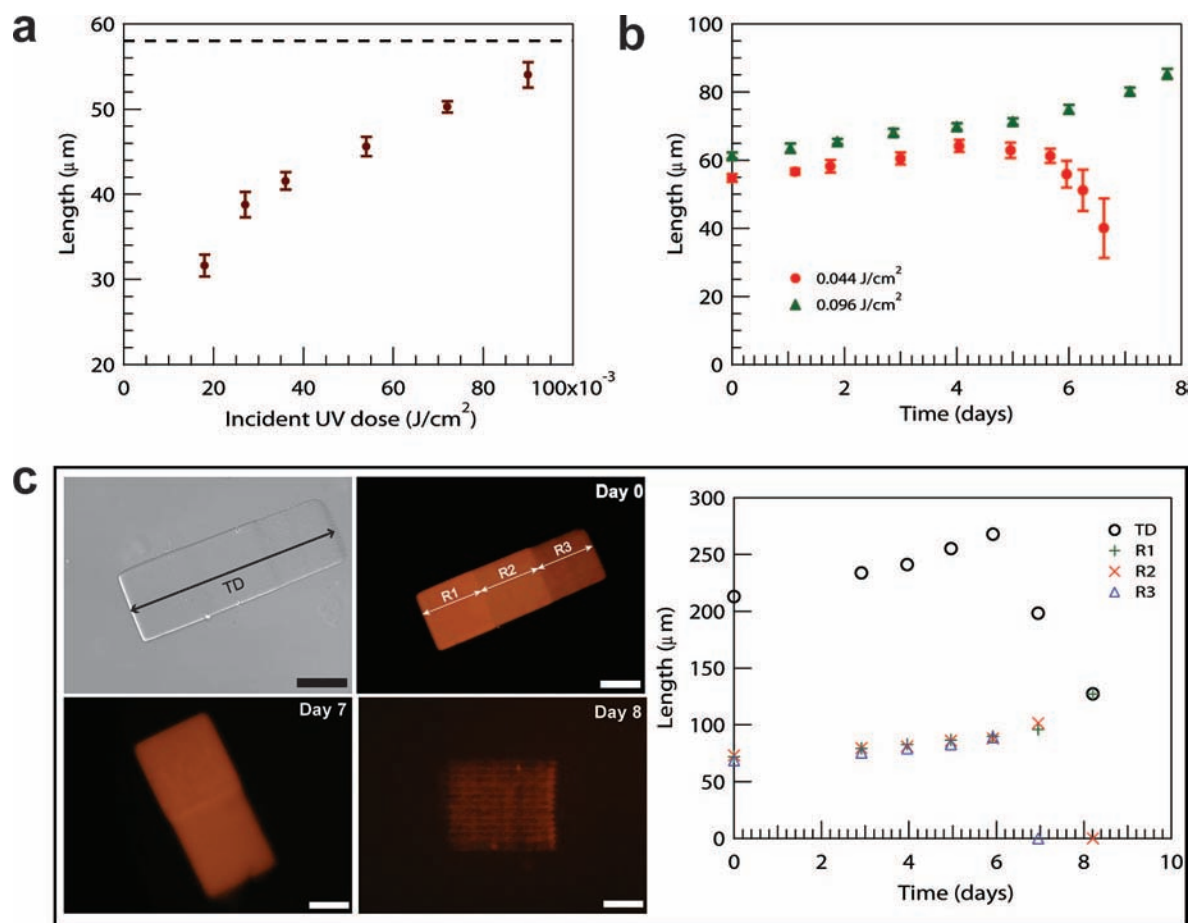 a
60
50
40
30
20
Length (μm)
0
20
40
60
80
100x10⁻³
Incident UV dose (J/cm²)
b
100
80
60
40
20
0
Length (μm)
0.044 J/cm²
0.096 J/cm²
0
2
4
6
8
Time (days)
c
TD
Day 0
R1
R2
R3
Day 7
Day 8
300
250
200
150
100
50
0
Length (μm)
TD
R1
R2
R3
0
2
4
6
8
10
Time (days)